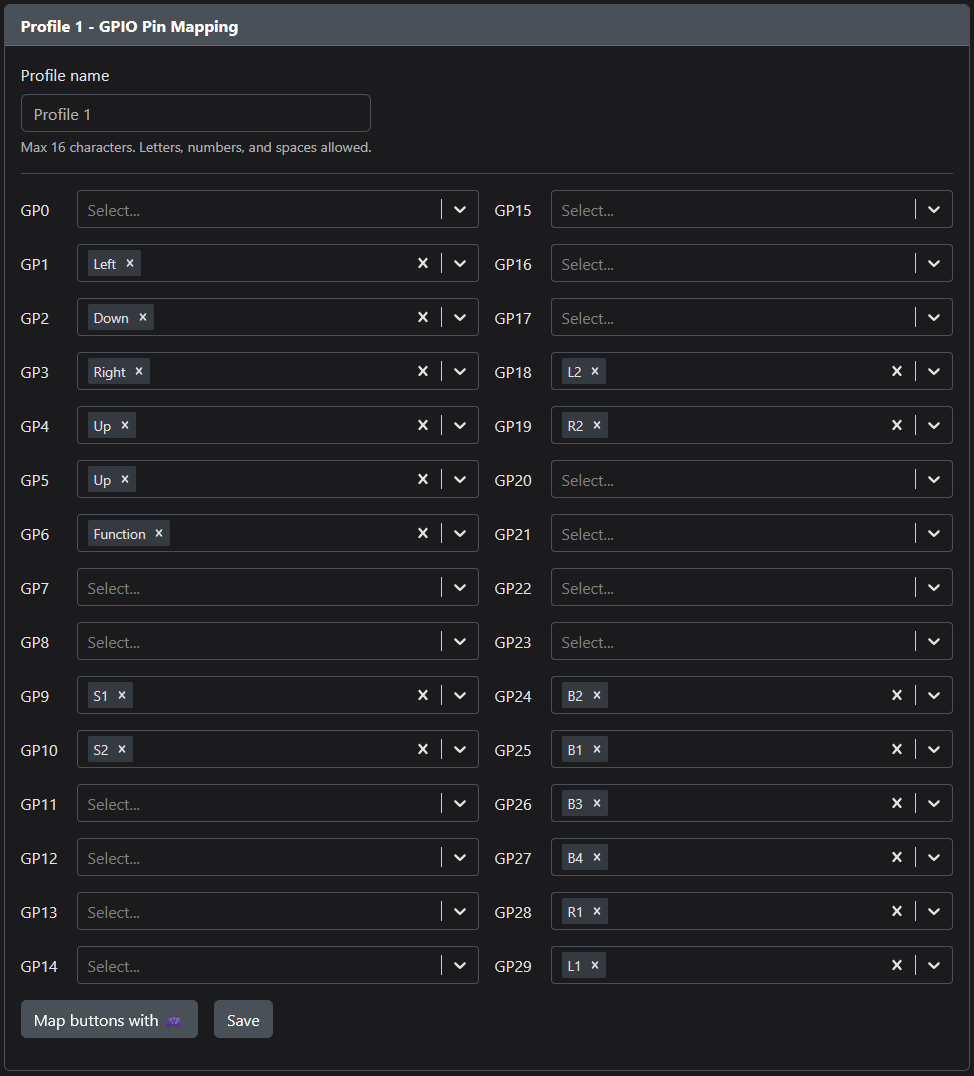 Profile 1 - GPIO Pin Mapping
Profile name
Profile 1
Max 16 characters. Letters, numbers, and spaces allowed.
GP0 Select...
GP1 Left
GP2 Down
GP3 Right
GP4 Up
GP5 Up
GP6 Function
GP7 Select...
GP8 Select...
GP9 S1
GP10 S2
GP11 Select...
GP12 Select...
GP13 Select...
GP14 Select...
GP15 Select...
GP16 Select...
GP17 Select...
GP18 L2
GP19 R2
GP20 Select...
GP21 Select...
GP22 Select...
GP23 Select...
GP24 B2
GP25 B1
GP26 B3
GP27 B4
GP28 R1
GP29 L1
Map buttons with
Save